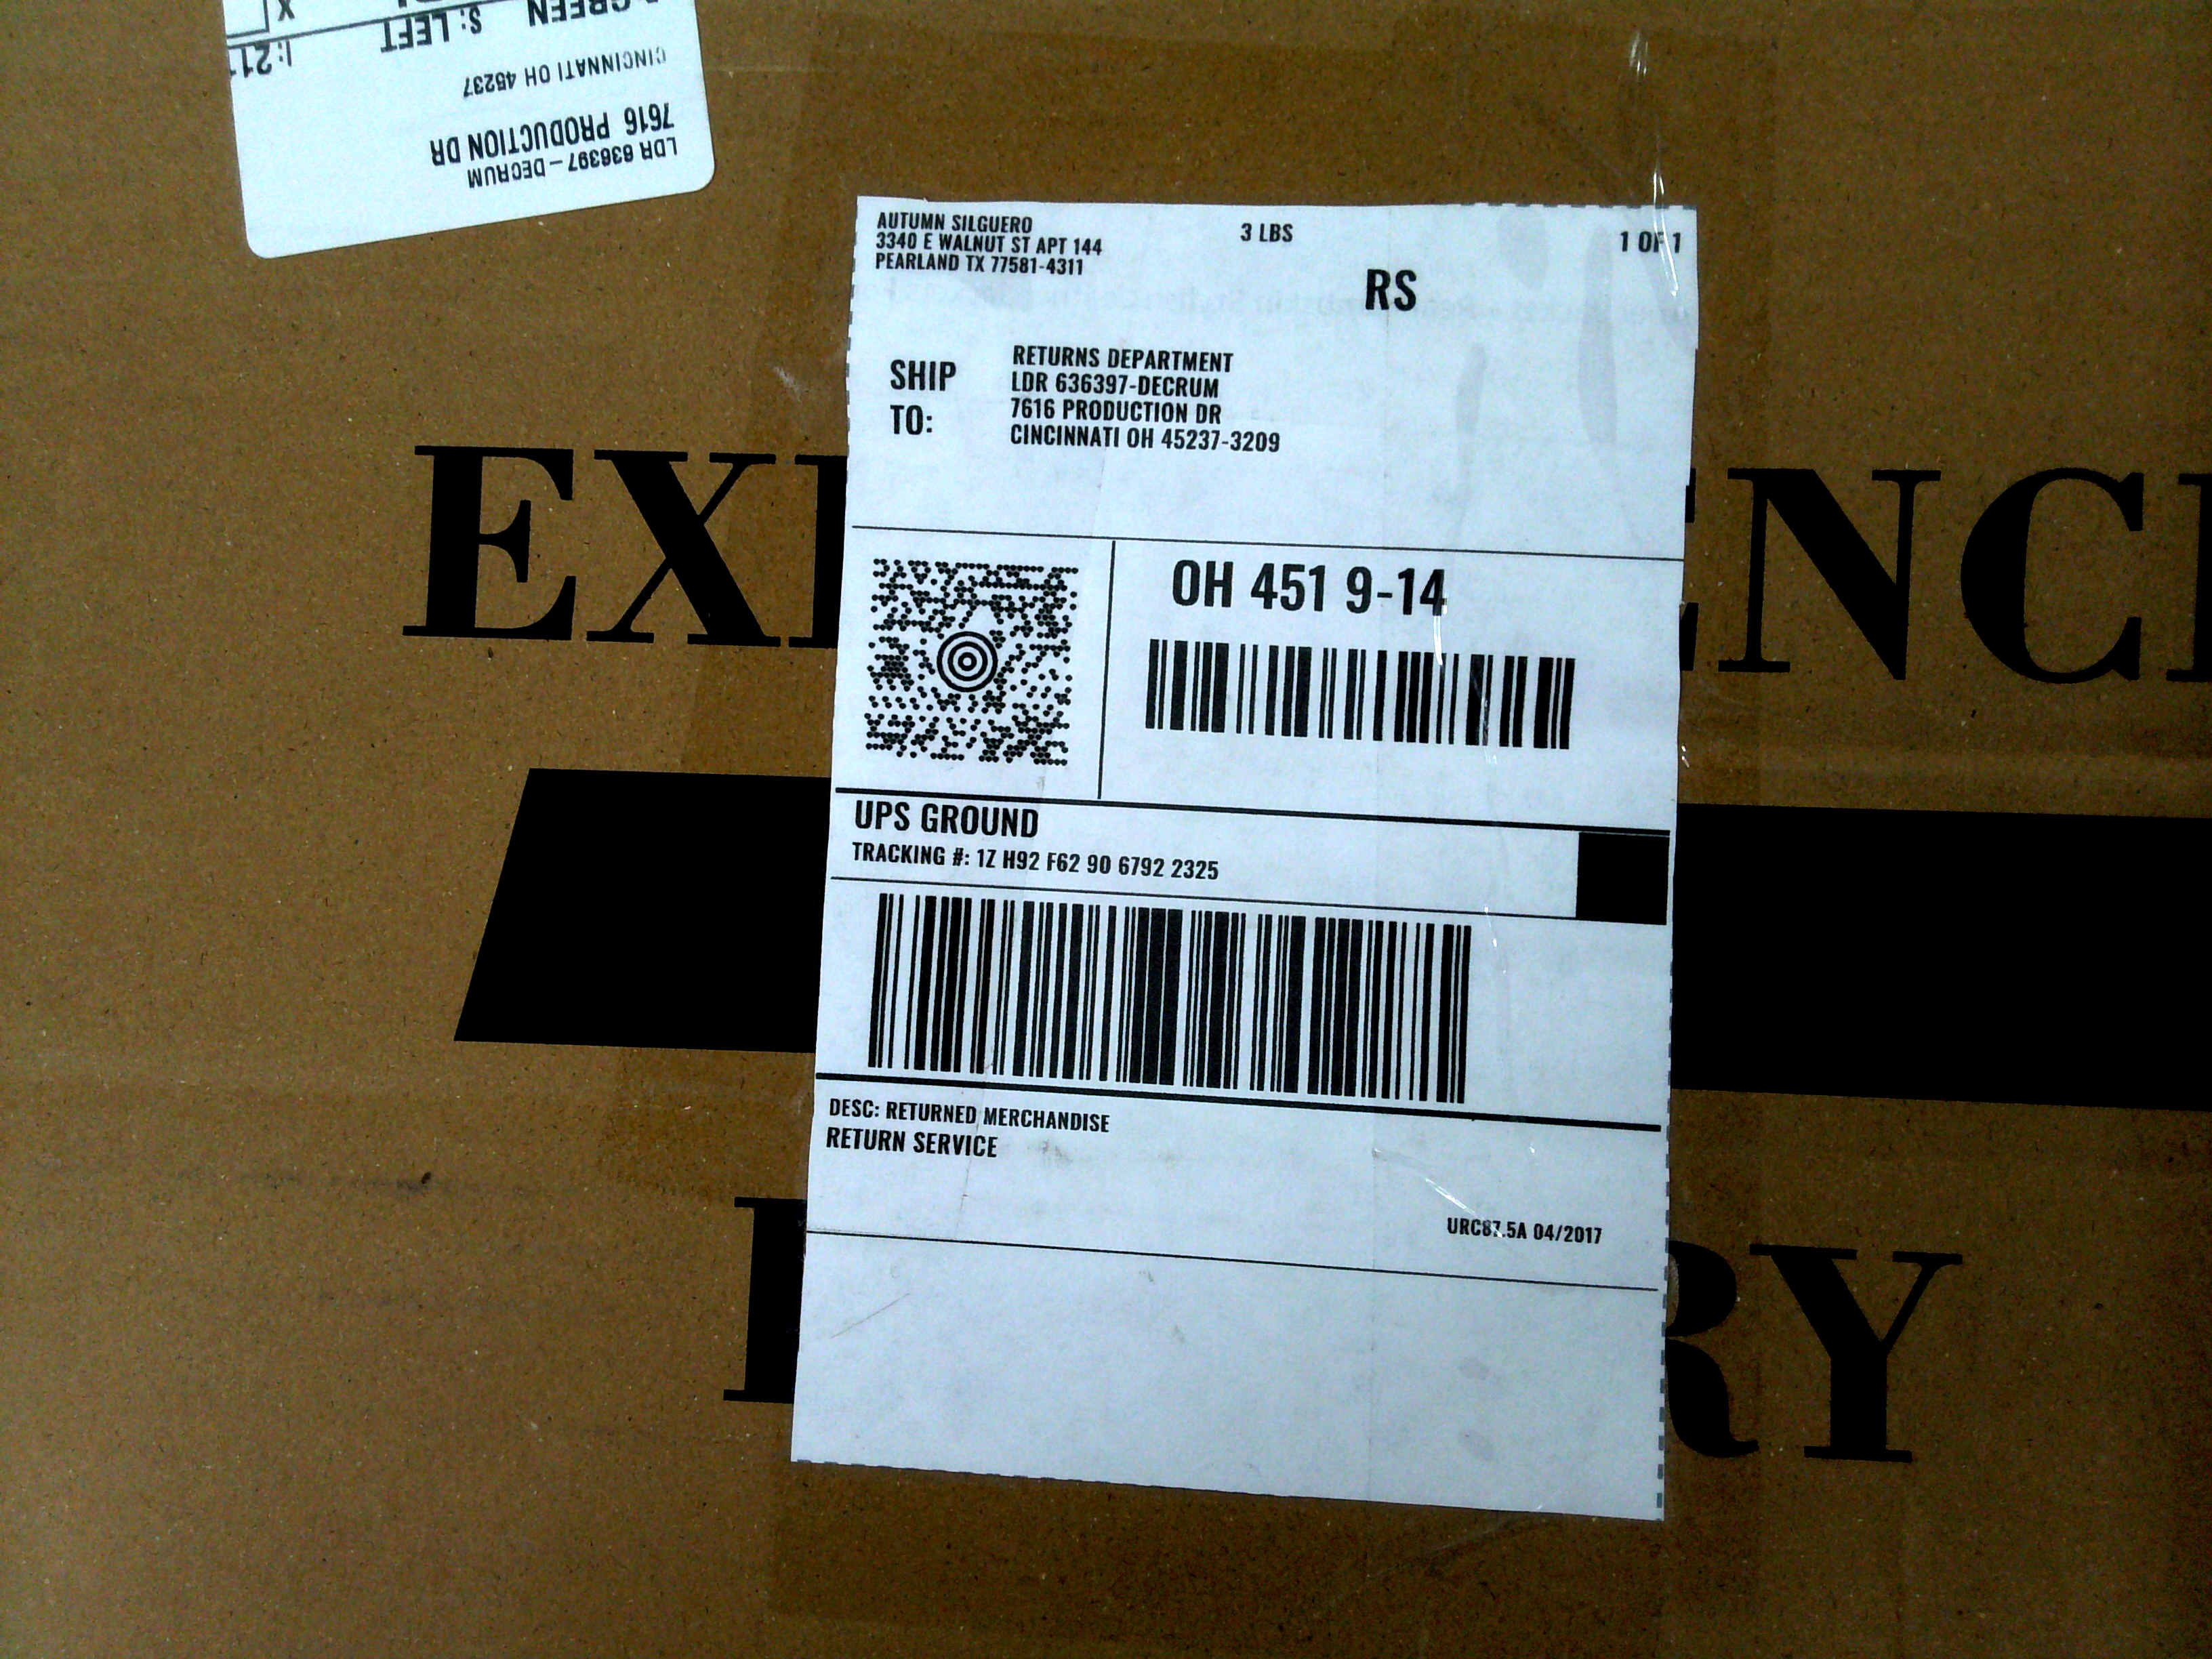 LDR 636397-DECRUM
7616 PRODUCTION DR
CINCINNATI OH 45237
S: LEFT
GREEN
AUTUMN SILGUERO
3340 E WALNUT ST APT 144
PEARLAND TX 77581-4311
3 LBS
1 OF 1
RS
SHIP TO:
RETURNS DEPARTMENT
LDR 636397-DECRUM
7616 PRODUCTION DR
CINCINNATI OH 45237-3209
OH 451 9-14
UPS GROUND
TRACKING #: 1Z H92 F62 90 6792 2325
DESC: RETURNED MERCHANDISE
RETURN SERVICE
URC87.5A 04/2017